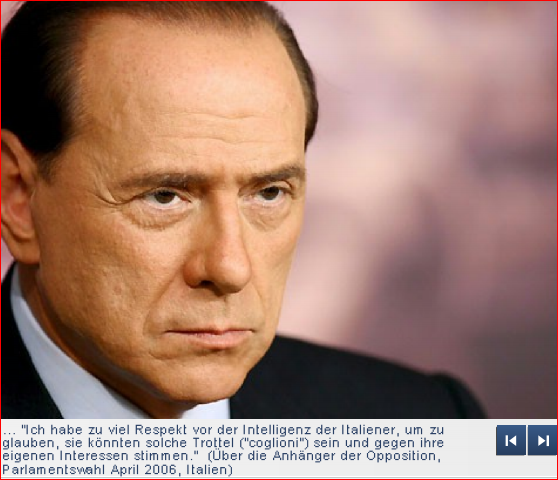 ... "Ich habe zu viel Respekt vor der Intelligenz der Italiener, um zu
glauben, sie könnten solche Trottel ("coglioni") sein und gegen ihre
eigenen Interessen stimmen."  (Über die Anhänger der Opposition,
Parlamentswahl April 2006, Italien)